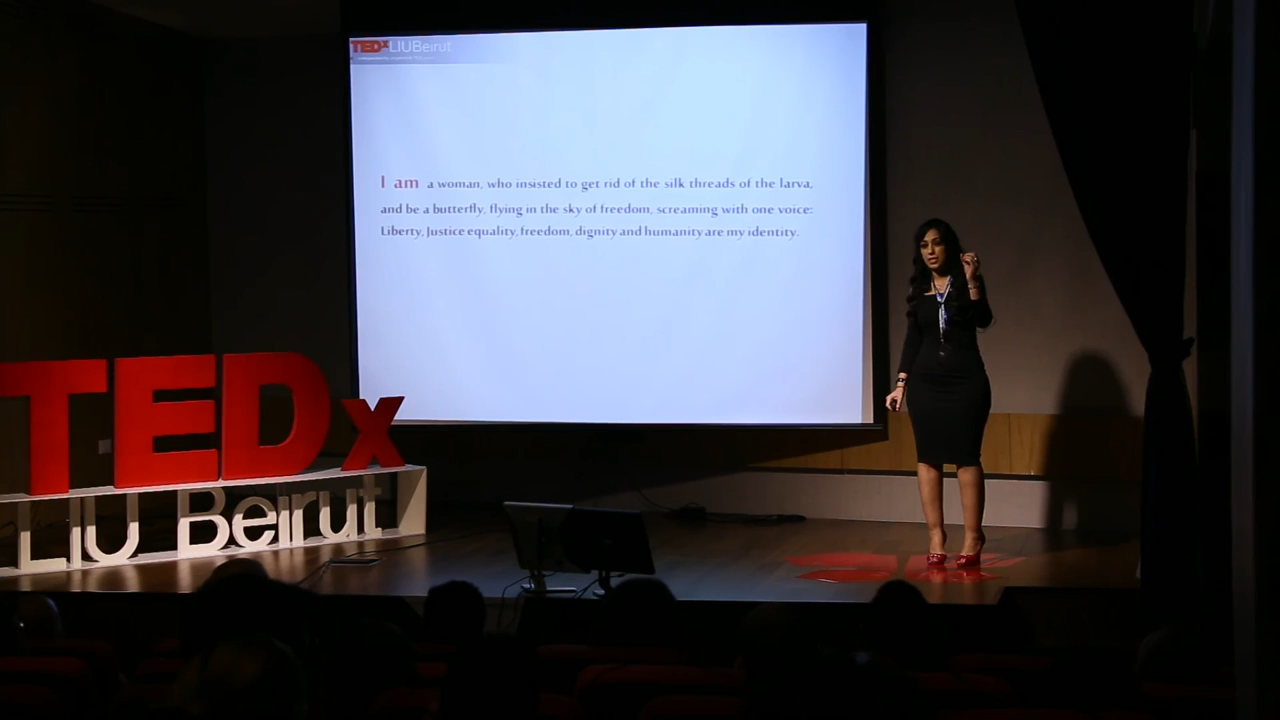 TEDx LIUBeirut
I am a woman, who insisted to get rid of the silk threads of the larva,
and be a butterfly, flying in the sky of freedom, screaming with one voice:
Liberty, Justice equality, freedom, dignity and humanity are my identity.
TEDx
LIU Beirut